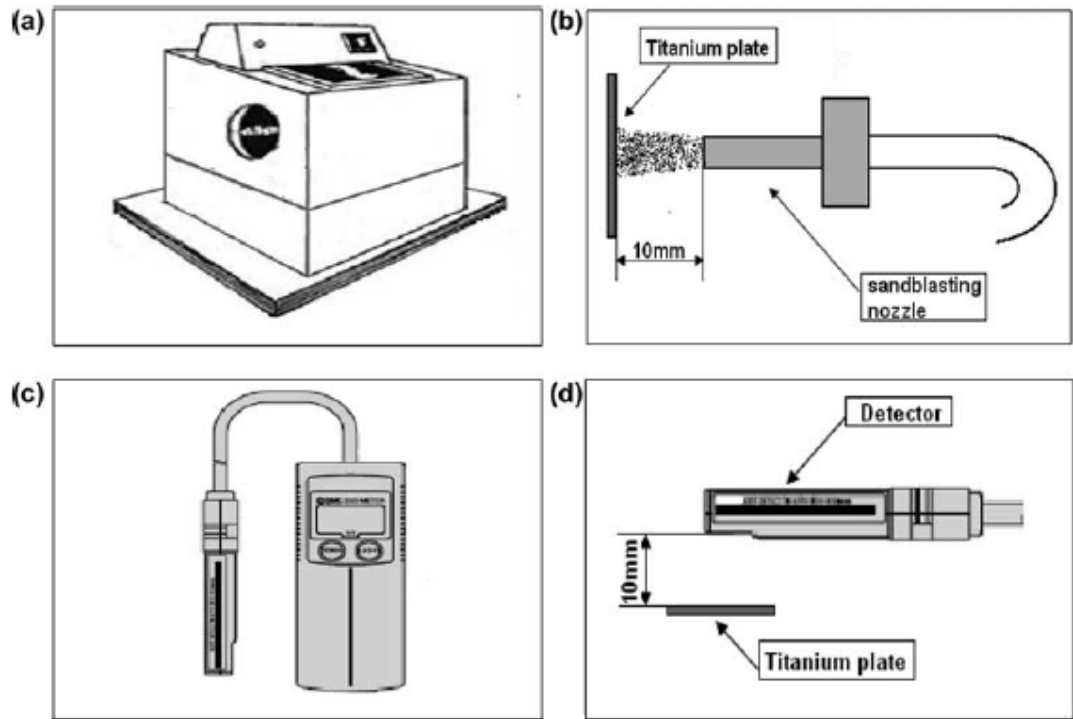 (a)
(b)
Titanium plate
10mm
sandblasting
nozzle
(c)
(d)
Detector
10mm
Titanium plate